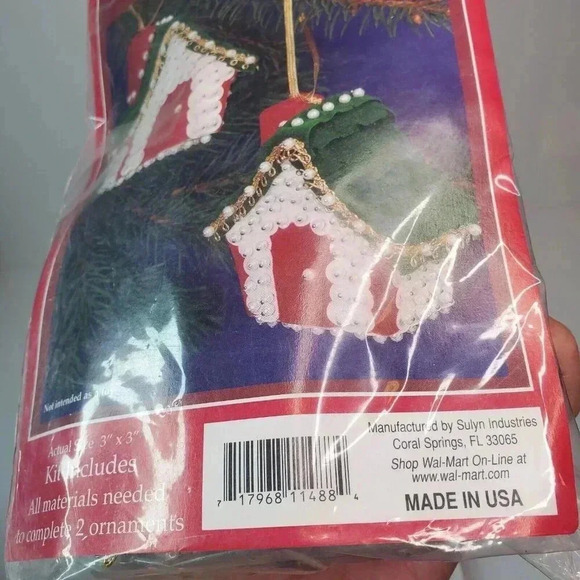 Not intended as
Actual Size 3" x 3"
Kit includes
All materials needed
to complete 2 ornaments
7 17968 11488 4
Manufactured by Sulyn Industries
Coral Springs, FL 33065
Shop Wal-Mart On-Line at
www.wal-mart.com
MADE IN USA